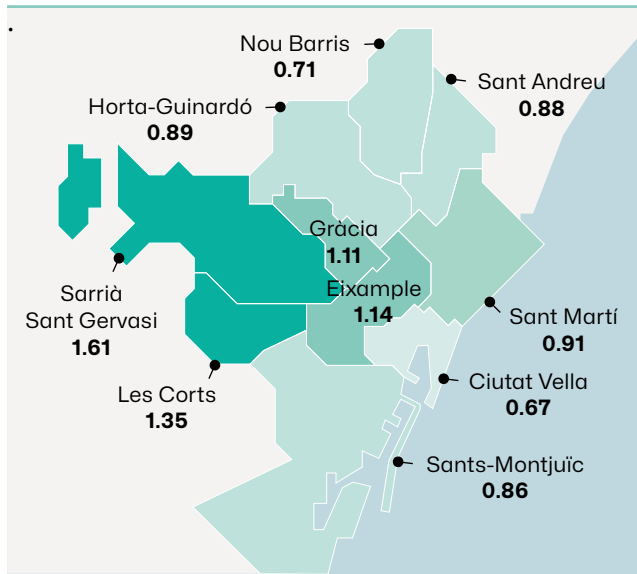 Nou Barris
0.71
Sant Andreu
0.88
Horta-Guinardó
0.89
Gràcia
1.11
Eixample
1.14
Sarrià
Sant Gervasi
1.61
Sant Martí
0.91
Les Corts
1.35
Ciutat Vella
0.67
Sants-Montjuïc
0.86